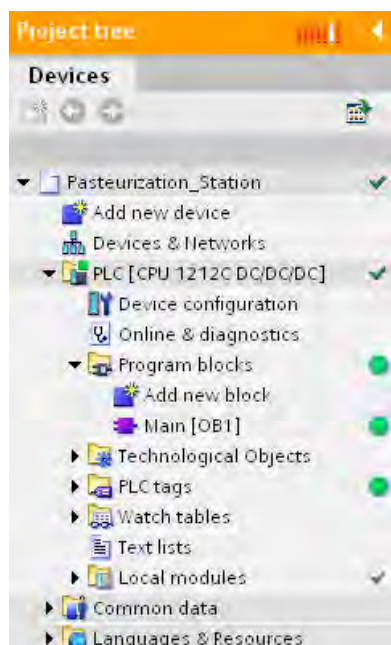 Project tree
Devices
Pasteurization_Station
Add new device
Devices & Networks
PLC [CPU 1212C DC/DC/DC]
Device configuration
Online & diagnostics
Program blocks
Add new block
Main [OB1]
Technological Objects
PLC tags
Watch tables
Text lists
Local modules
Common data
Languages & Resources